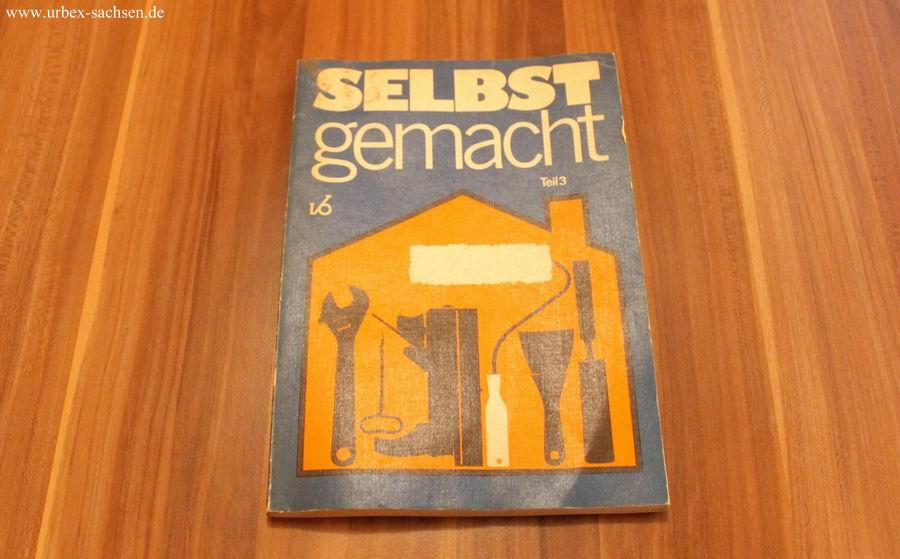 www.urbex-sachsen.de
SELBST
gemacht
Teil 3